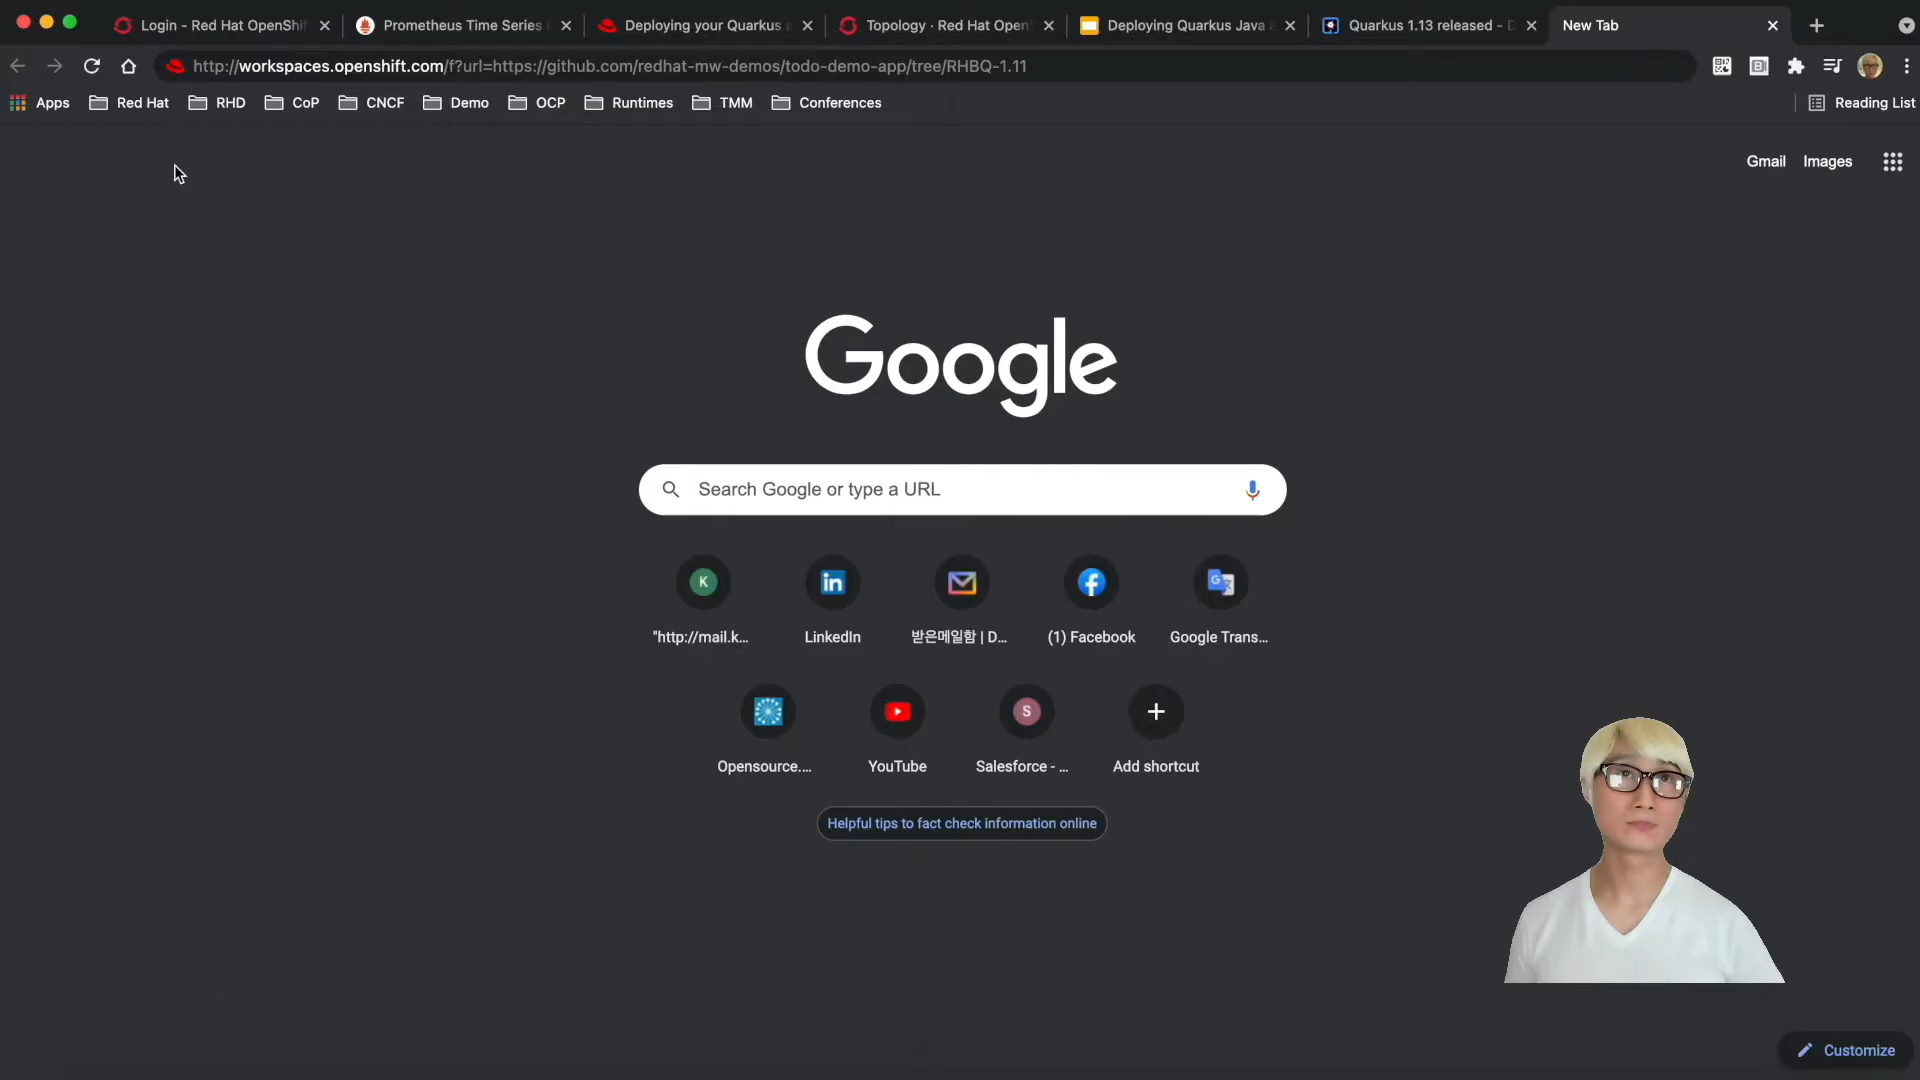 Login - Red Hat OpenShif
Prometheus Time Series
Deploying your Quarkus a
Topology · Red Hat Open
Deploying Quarkus Java a
Quarkus 1.13 released - D
New Tab
http://workspaces.openshift.com/f?url=https://github.com/redhat-mw-demos/todo-demo-app/tree/RHBQ-1.11
Apps
Red Hat
RHD
CoP
CNCF
Demo
OCP
Runtimes
TMM
Conferences
Reading List
Gmail
Images
Google
Search Google or type a URL
K
"http://mail.k...
LinkedIn
받은메일함 | D...
(1) Facebook
Google Trans...
Opensource....
YouTube
S
Salesforce - ...
Add shortcut
Helpful tips to fact check information online
Customize